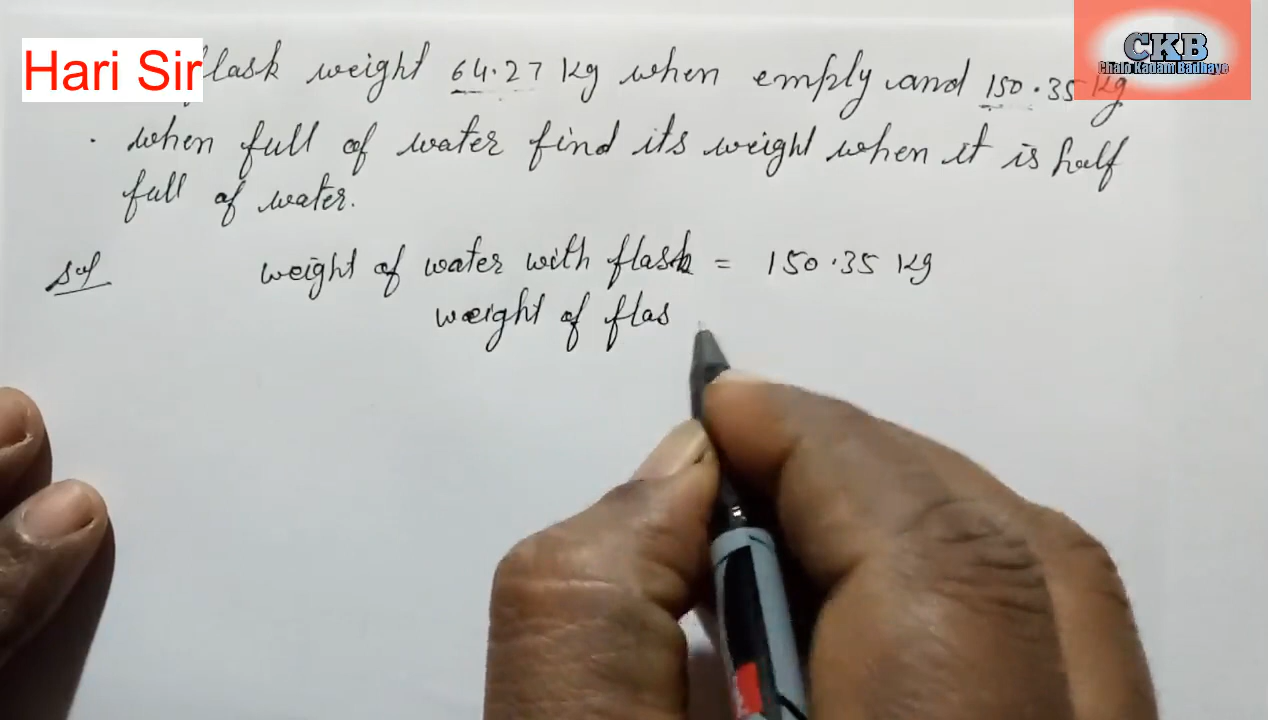 Hari Sir
flask weight 64.27 kg when emply and 150.35 kg
CKB
Chalo Kadam Badhaye
when full of water find its weight when it is half
full of water.
Sol
weight of water with flask = 150.35 kg
weight of flas